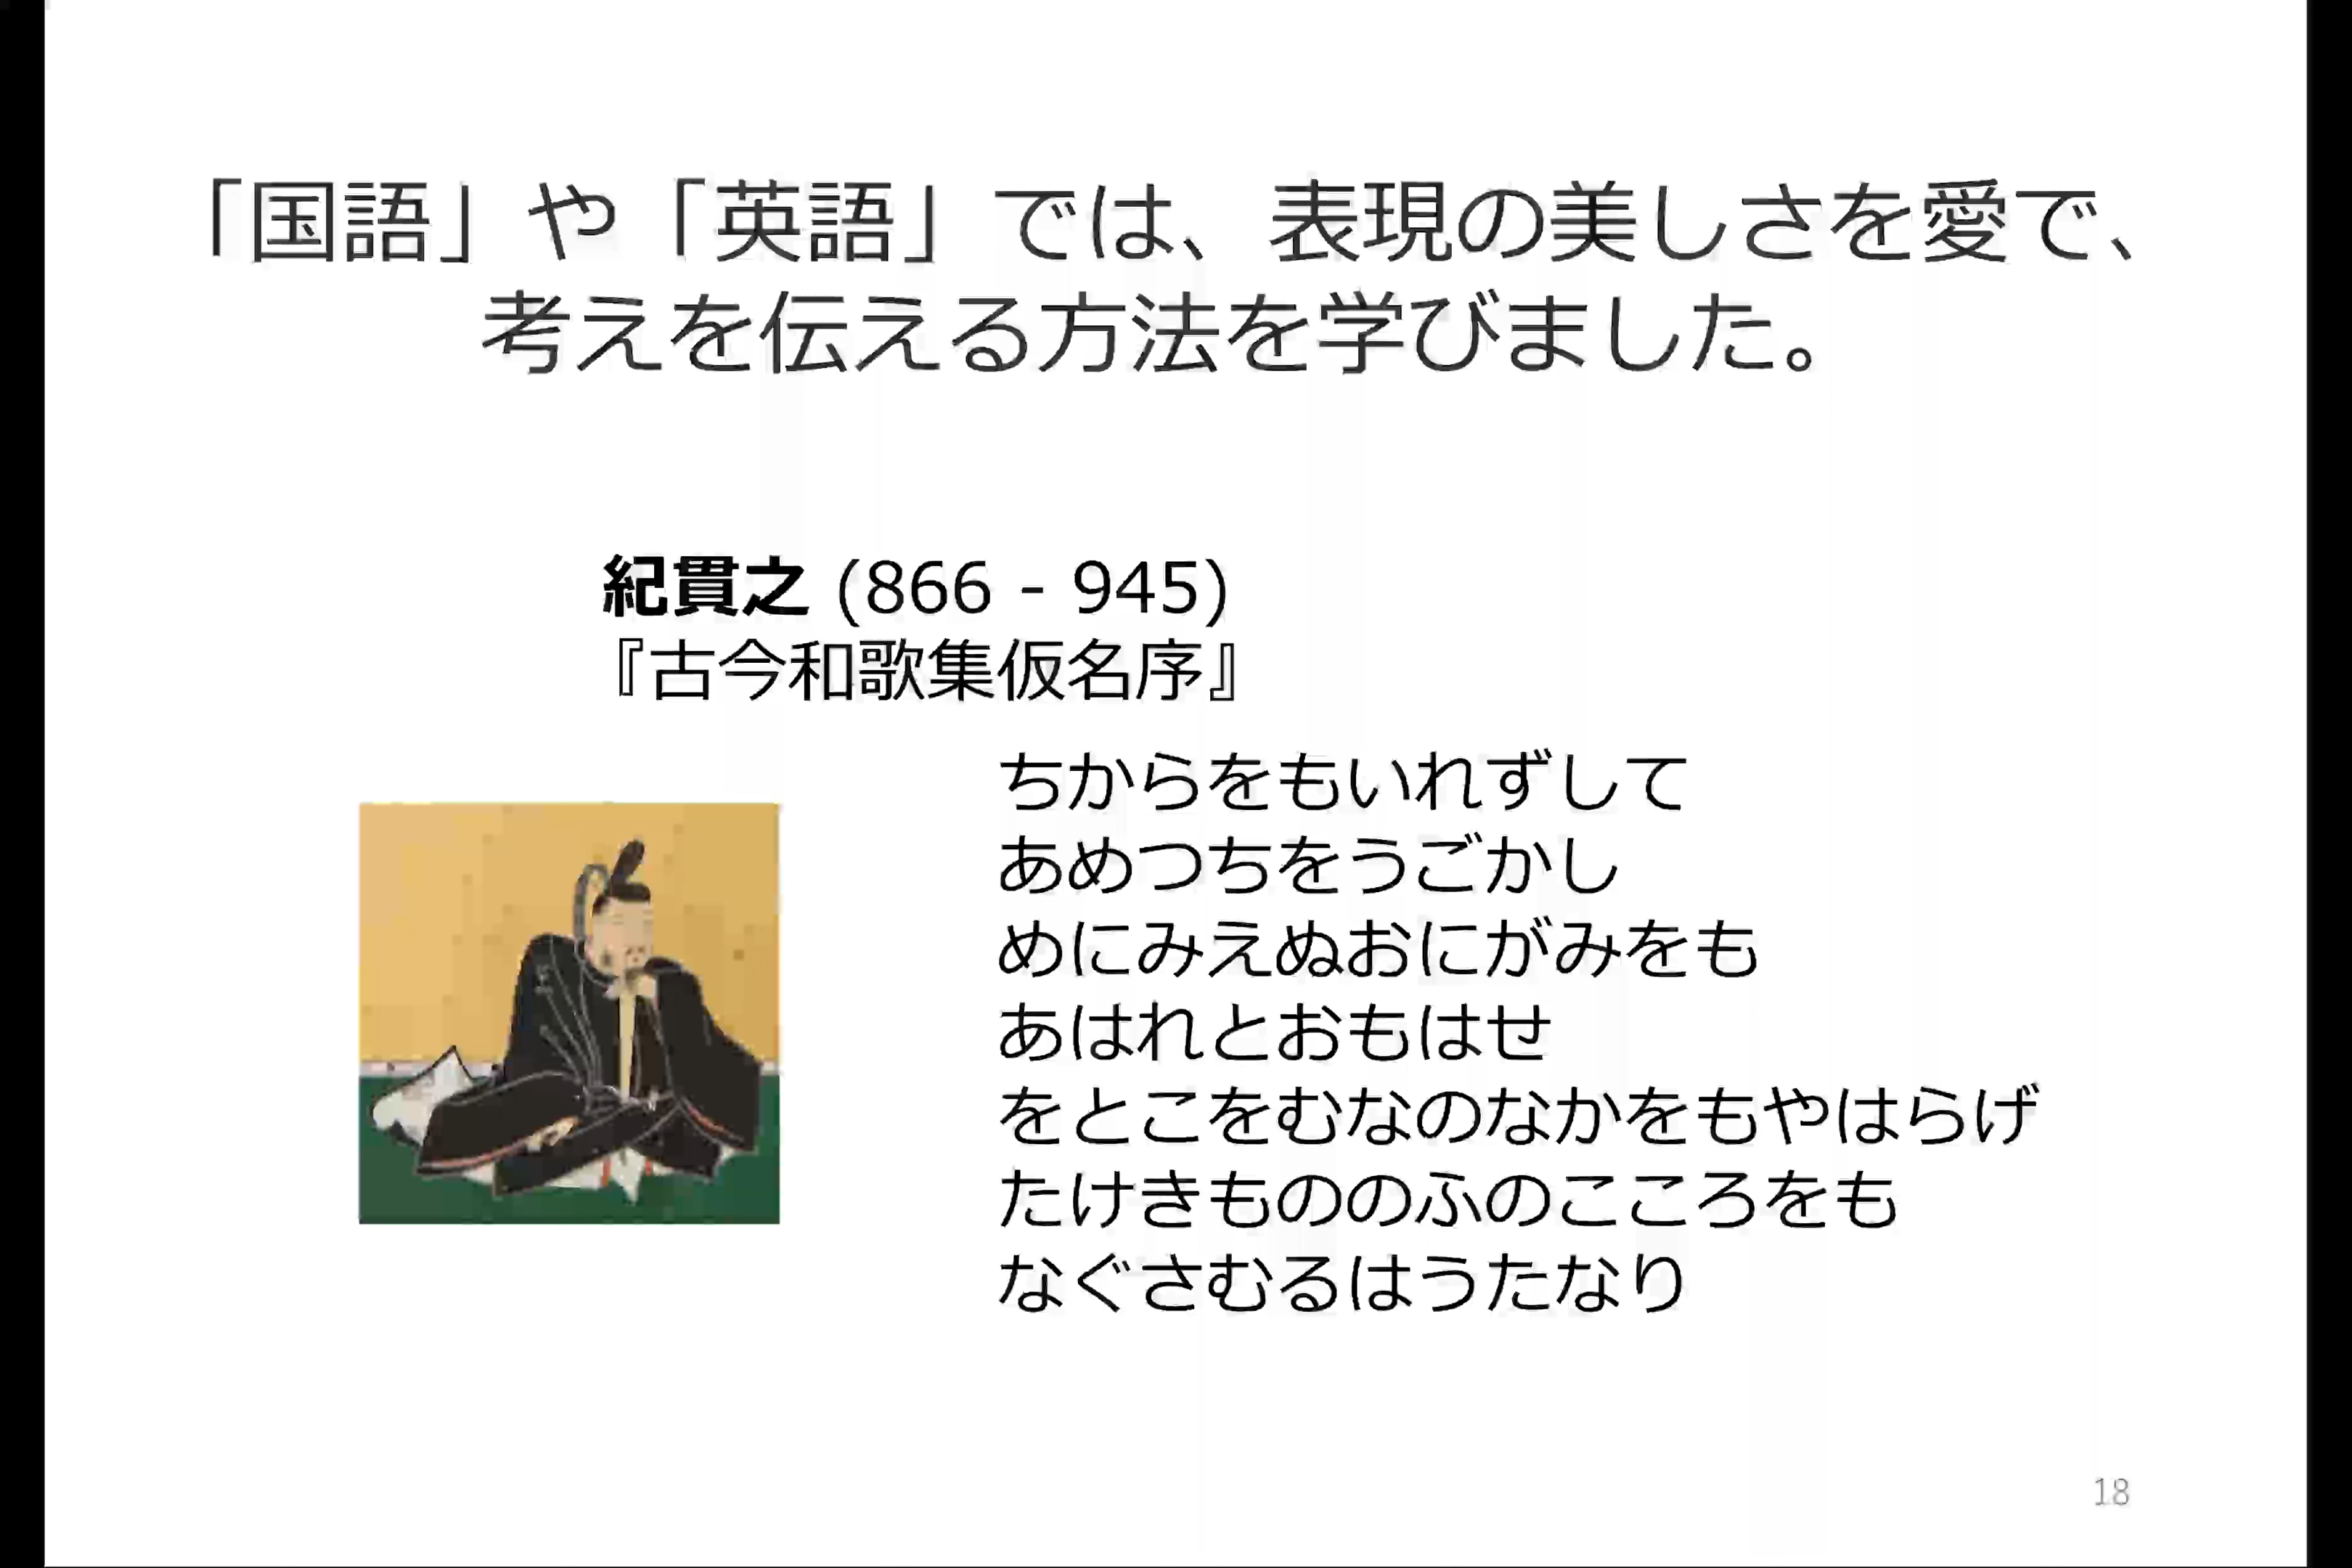 「国語」や「英語」では、表現の美しさを愛で、
考えを伝える方法を学びました。
紀貫之 (866 - 945)
『古今和歌集仮名序』
ちからをもいれずして
あめつちをうごかし
めにみえぬおにがみをも
あはれとおもはせ
をとこをむなのなかをもやはらげ
たけきもののふのこころをも
なぐさむるはうたなり
18